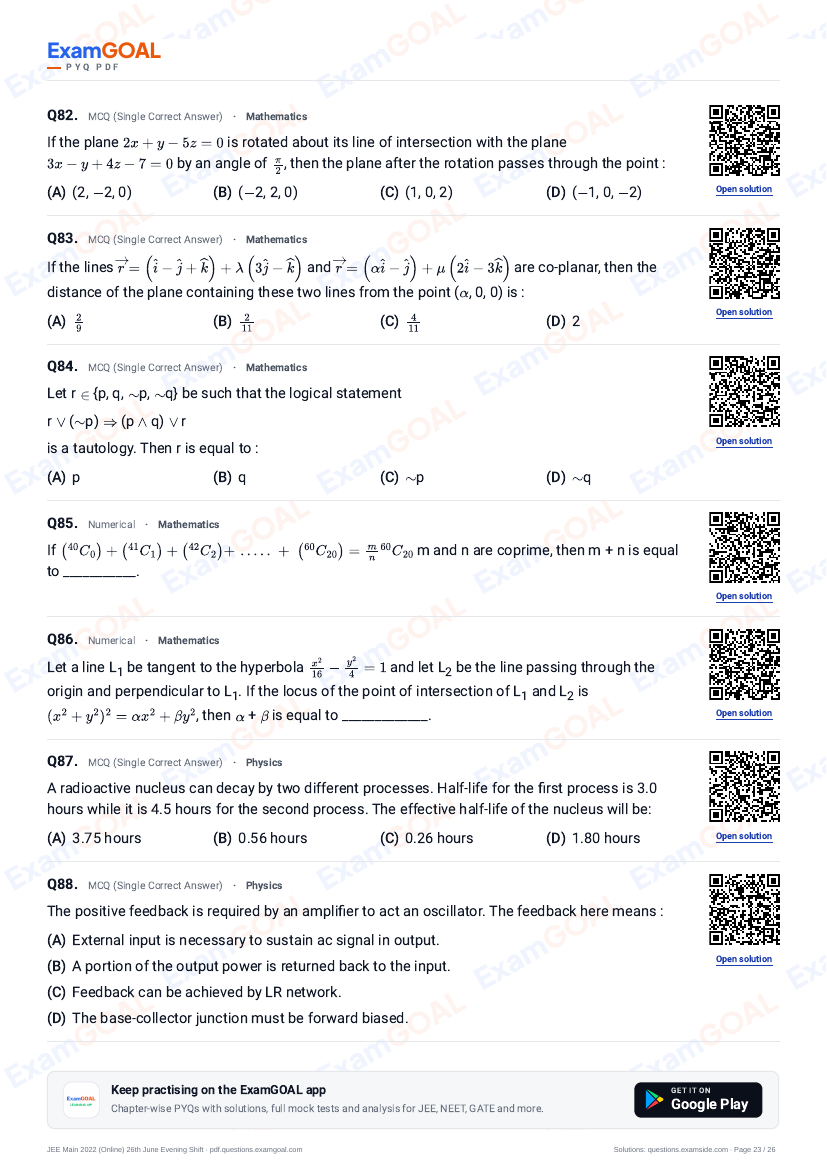 ExamGOAL
PYQ PDF
Q82. MCQ (Single Correct Answer) · Mathematics
If the plane 2x + y − 5z = 0 is rotated about its line of intersection with the plane
3x − y + 4z − 7 = 0 by an angle of π/2, then the plane after the rotation passes through the point :
(A) (2, −2, 0) (B) (−2, 2, 0) (C) (1, 0, 2) (D) (−1, 0, −2)
Open solution
Q83. MCQ (Single Correct Answer) · Mathematics
If the lines r⃗ = (î − ĵ + k̂) + λ (3ĵ − k̂) and r⃗ = (αî − ĵ) + μ (2î − 3k̂) are co-planar, then the
distance of the plane containing these two lines from the point (α, 0, 0) is :
(A) 2/9 (B) 2/11 (C) 4/11 (D) 2
Open solution
Q84. MCQ (Single Correct Answer) · Mathematics
Let r ∈ {p, q, ∼p, ∼q} be such that the logical statement
r ∨ (∼p) ⇒ (p ∧ q) ∨ r
is a tautology. Then r is equal to :
(A) p (B) q (C) ∼p (D) ∼q
Open solution
Q85. Numerical · Mathematics
If (⁴⁰C₀) + (⁴¹C₁) + (⁴²C₂)+ ..... + (⁶⁰C₂₀) = m/n ⁶⁰C₂₀ m and n are coprime, then m + n is equal
to ___________.
Open solution
Q86. Numerical · Mathematics
Let a line L₁ be tangent to the hyperbola x²/16 − y²/4 = 1 and let L₂ be the line passing through the
origin and perpendicular to L₁. If the locus of the point of intersection of L₁ and L₂ is
(x² + y²)² = αx² + βy², then α + β is equal to _____________.
Open solution
Q87. MCQ (Single Correct Answer) · Physics
A radioactive nucleus can decay by two different processes. Half-life for the first process is 3.0
hours while it is 4.5 hours for the second process. The effective half-life of the nucleus will be:
(A) 3.75 hours (B) 0.56 hours (C) 0.26 hours (D) 1.80 hours
Open solution
Q88. MCQ (Single Correct Answer) · Physics
The positive feedback is required by an amplifier to act an oscillator. The feedback here means :
(A) External input is necessary to sustain ac signal in output.
(B) A portion of the output power is returned back to the input.
(C) Feedback can be achieved by LR network.
(D) The base-collector junction must be forward biased.
Open solution
ExamGOAL
Keep practising on the ExamGOAL app
Chapter-wise PYQs with solutions, full mock tests and analysis for JEE, NEET, GATE and more.
GET IT ON
Google Play
JEE Main 2022 (Online) 26th June Evening Shift · pdf.questions.examgoal.com
Solutions: questions.examside.com · Page 23 / 26